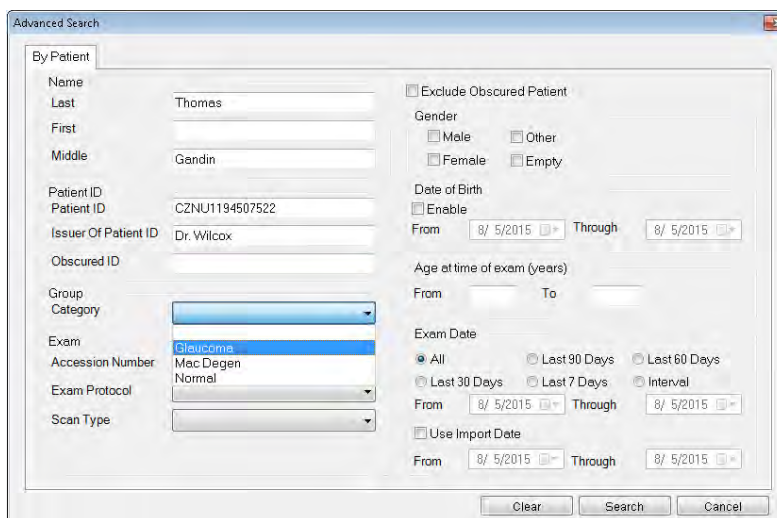 Advanced Search
By Patient
Name
Last Thomas
First
Middle Gandin
Patient ID
Patient ID CZNU1194507522
Issuer Of Patient ID Dr. Wilcox
Obscured ID
Group
Category
Exam
Glaucoma
Accession Number Mac Degen
Normal
Exam Protocol
Scan Type
Exclude Obscured Patient
Gender
Male Other
Female Empty
Date of Birth
Enable
From 8/ 5/2015 Through 8/ 5/2015
Age at time of exam (years)
From To
Exam Date
All Last 90 Days Last 60 Days
Last 30 Days Last 7 Days Interval
From 8/ 5/2015 Through 8/ 5/2015
Use Import Date
From 8/ 5/2015 Through 8/ 5/2015
Clear Search Cancel